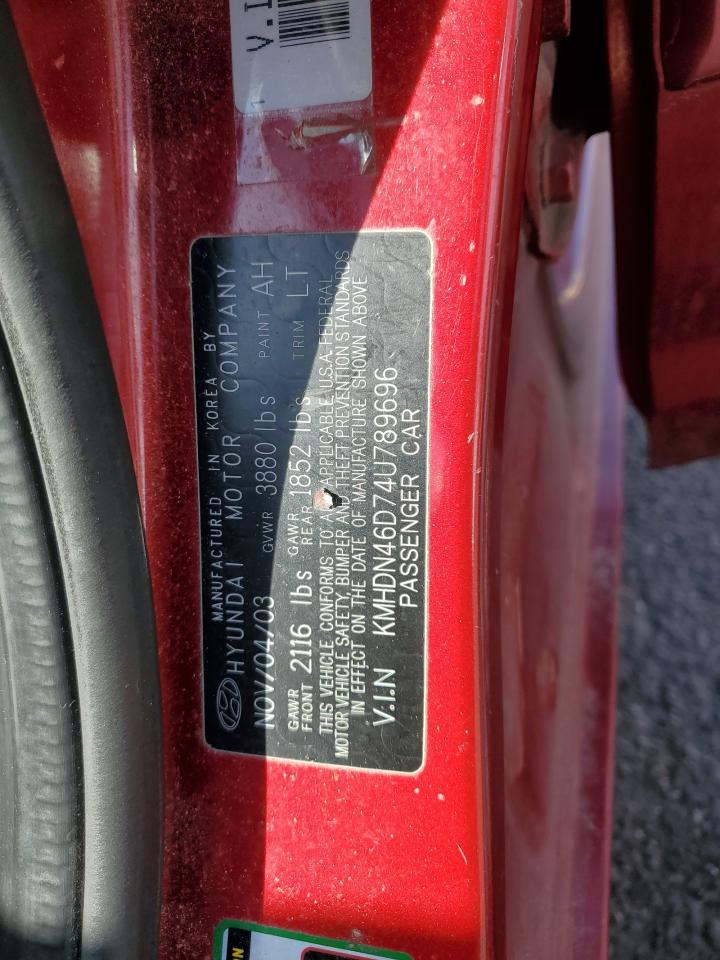 V.I
MANUFACTURED IN KOREA BY
HYUNDAI MOTOR COMPANY
NOV/04/03 GVWR 3880 lbs PAINT AH
GAWR FRONT 2116 lbs GAWR REAR 1852 lbs TRIM LT
THIS VEHICLE CONFORMS TO ALL APPLICABLE U.S.A. FEDERAL
MOTOR VEHICLE SAFETY, BUMPER AND THEFT PREVENTION STANDARDS
IN EFFECT ON THE DATE OF MANUFACTURE SHOWN ABOVE
V.I.N KMHDN46D74U789696
PASSENGER CAR
ON